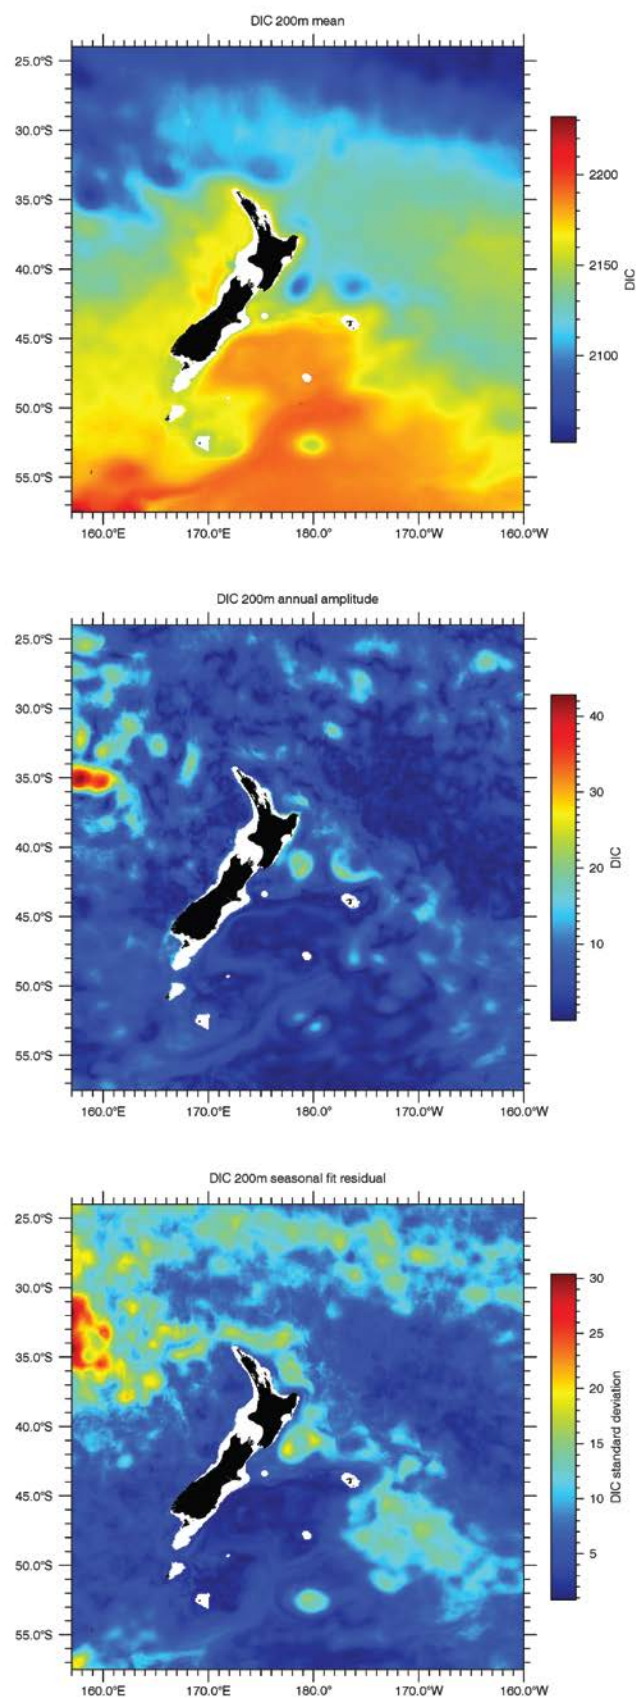 DIC 200m mean
25.0°S
30.0°S
35.0°S
40.0°S
45.0°S
50.0°S
55.0°S
160.0°E 170.0°E 180.0° 170.0°W 160.0°W
2200
2150
2100
DIC
DIC 200m annual amplitude
25.0°S
30.0°S
35.0°S
40.0°S
45.0°S
50.0°S
55.0°S
160.0°E 170.0°E 180.0° 170.0°W 160.0°W
40
30
20
10
DIC
DIC 200m seasonal fit residual
25.0°S
30.0°S
35.0°S
40.0°S
45.0°S
50.0°S
55.0°S
160.0°E 170.0°E 180.0° 170.0°W 160.0°W
30
25
20
15
10
5
DIC standard deviation